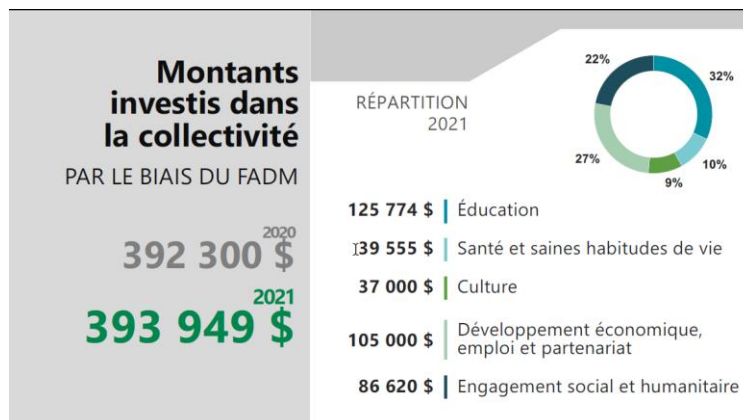 Montants
investis dans
la collectivité
PAR LE BIAIS DU FADM
2020
392 300 $
2021
393 949 $
RÉPARTITION
2021
22%
32%
27%
10%
9%
125 774 $ Éducation
39 555 $ Santé et saines habitudes de vie
37 000 $ Culture
105 000 $ Développement économique,
emploi et partenariat
86 620 $ Engagement social et humanitaire